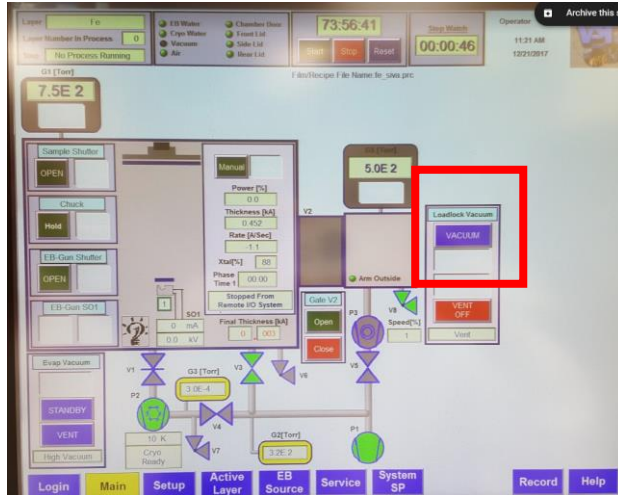 Layer
Fe
Layer Number In Process 0
No Process Running
EB Water
Cryo Water
Vacuum
Air
Chamber Door
Front Lid
Side Lid
Rear Lid
73:56:41
Start Stop Reset
Stop Watch
00:00:46
Operator
11:21 AM
12/21/2017
Archive this
Film/Recipe File Name:fe_siva.prc
G1 [Torr]
7.5E 2
Sample Shutter
OPEN
Chuck
Hold
EB-Gun Shutter
OPEN
EB-Gun SO1
Manual
Power [%]
0.0
Thickness [kA]
0.452
Rate [A/Sec]
-1.1
Xtal[%] 88
Phase
Time 1 00:00
Stopped From
Remote I/O System
Final Thickness [kA]
0 .003
1
SO1
0 mA
0.0 kV
5.0E 2
V2
Arm Outside
Gate V2
Open
Close
P3
V8
Speed[%]
1
Loadlock Vacuum
VACUUM
VENT
OFF
Vent
Evap Vacuum
STANDBY
VENT
High Vacuum
V1
P2
10 K
Cryo
Ready
G3 [Torr]
3.0E-4
V3
V6
V5
V4
V7
G2[Torr]
3.2E 2
P1
Login
Main
Setup
Active
Layer
EB
Source
Service
System
SP
Record
Help